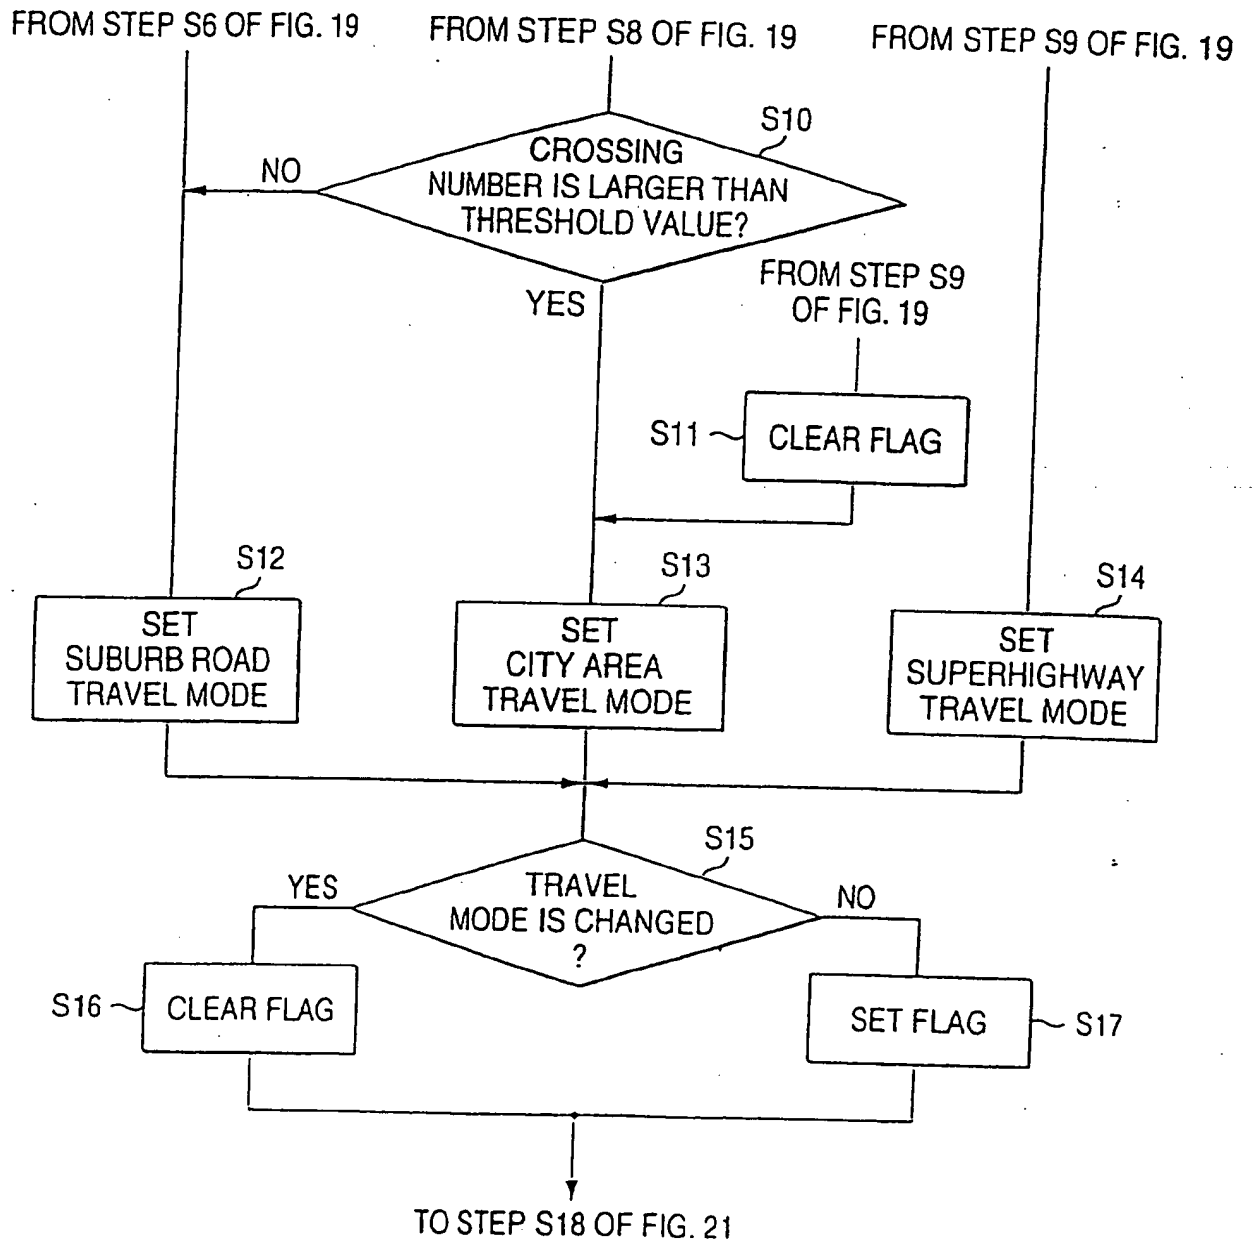 FROM STEP S6 OF FIG. 19
FROM STEP S8 OF FIG. 19
FROM STEP S9 OF FIG. 19
S10
CROSSING
NUMBER IS LARGER THAN
THRESHOLD VALUE?
NO
YES
FROM STEP S9
OF FIG. 19
S11
CLEAR FLAG
S12
SET
SUBURB ROAD
TRAVEL MODE
S13
SET
CITY AREA
TRAVEL MODE
S14
SET
SUPERHIGHWAY
TRAVEL MODE
S15
TRAVEL
MODE IS CHANGED
?
YES
NO
S16
CLEAR FLAG
SET FLAG
S17
TO STEP S18 OF FIG. 21